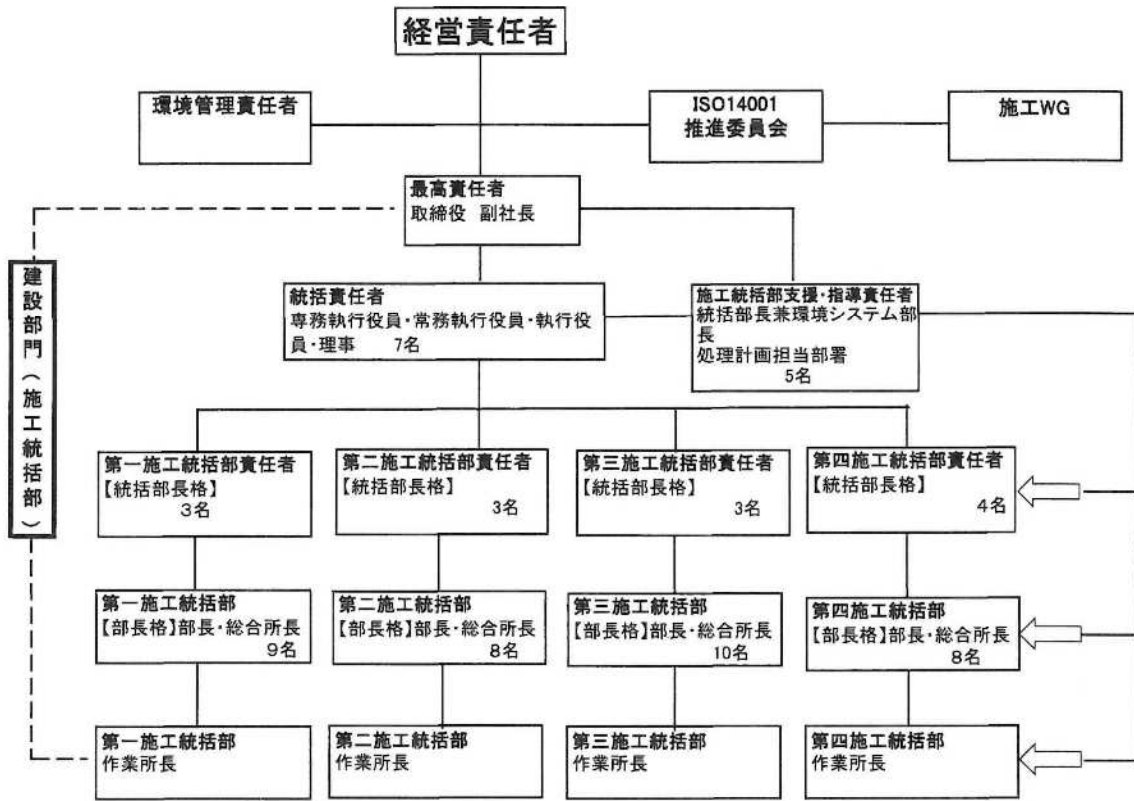 経営責任者
環境管理責任者
ISO14001
推進委員会
施工WG
最高責任者
取締役 副社長
建設部門(施工統括部)
統括責任者
専務執行役員・常務執行役員・執行役
員・理事 7名
施工統括部支援・指導責任者
統括部長兼環境システム部
長
処理計画担当部署
5名
第一施工統括部責任者
【統括部長格】
3名
第二施工統括部責任者
【統括部長格】
3名
第三施工統括部責任者
【統括部長格】
3名
第四施工統括部責任者
【統括部長格】
4名
第一施工統括部
【部長格】部長・総合所長
9名
第二施工統括部
【部長格】部長・総合所長
8名
第三施工統括部
【部長格】部長・総合所長
10名
第四施工統括部
【部長格】部長・総合所長
8名
第一施工統括部
作業所長
第二施工統括部
作業所長
第三施工統括部
作業所長
第四施工統括部
作業所長